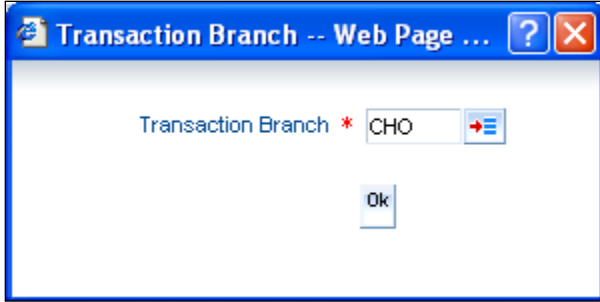 Transaction Branch -- Web Page ...
Transaction Branch * CHO
Ok